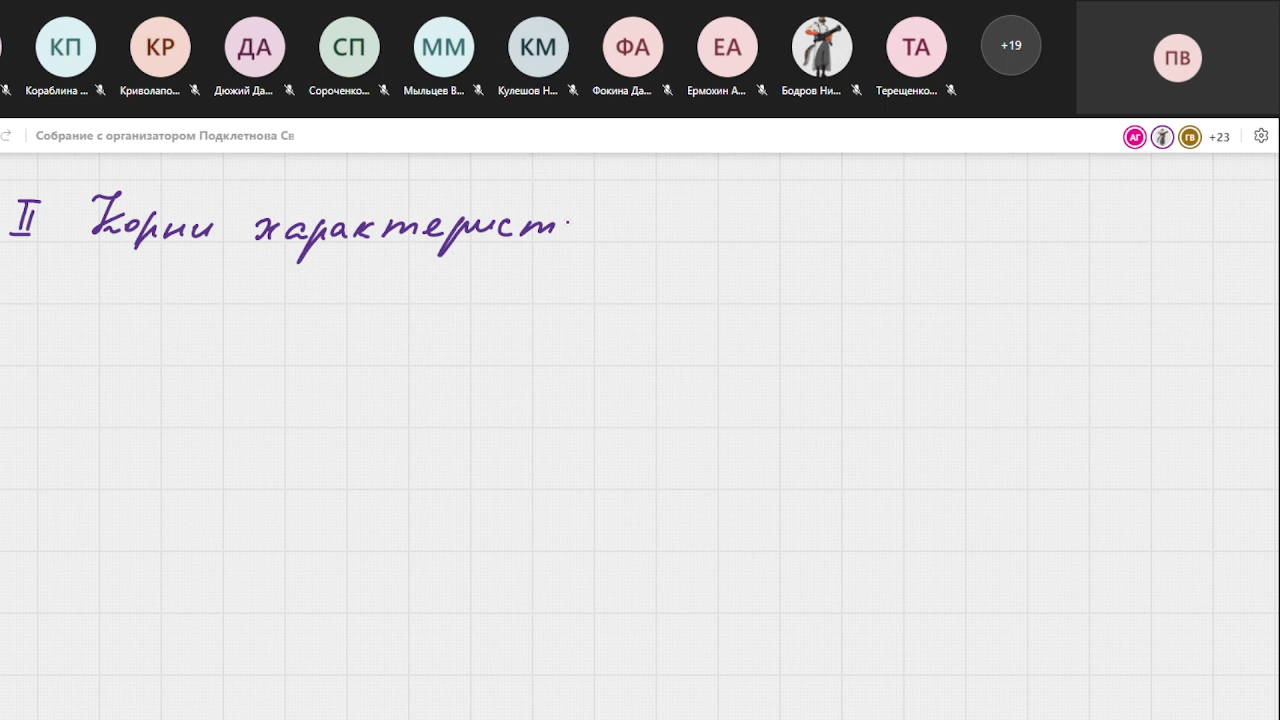 КП КР ДА СП ММ КМ ФА ЕА ТА +19 ПВ
Кораблина ... Криволапо... Дюжий Да... Сороченко... Мыльцев В... Кулешов Н... Фокина Да... Ермохин А... Бодров Ни... Терещенко...
Собрание с организатором Подклетнова Св АГ ГВ +23
II Корни характерист